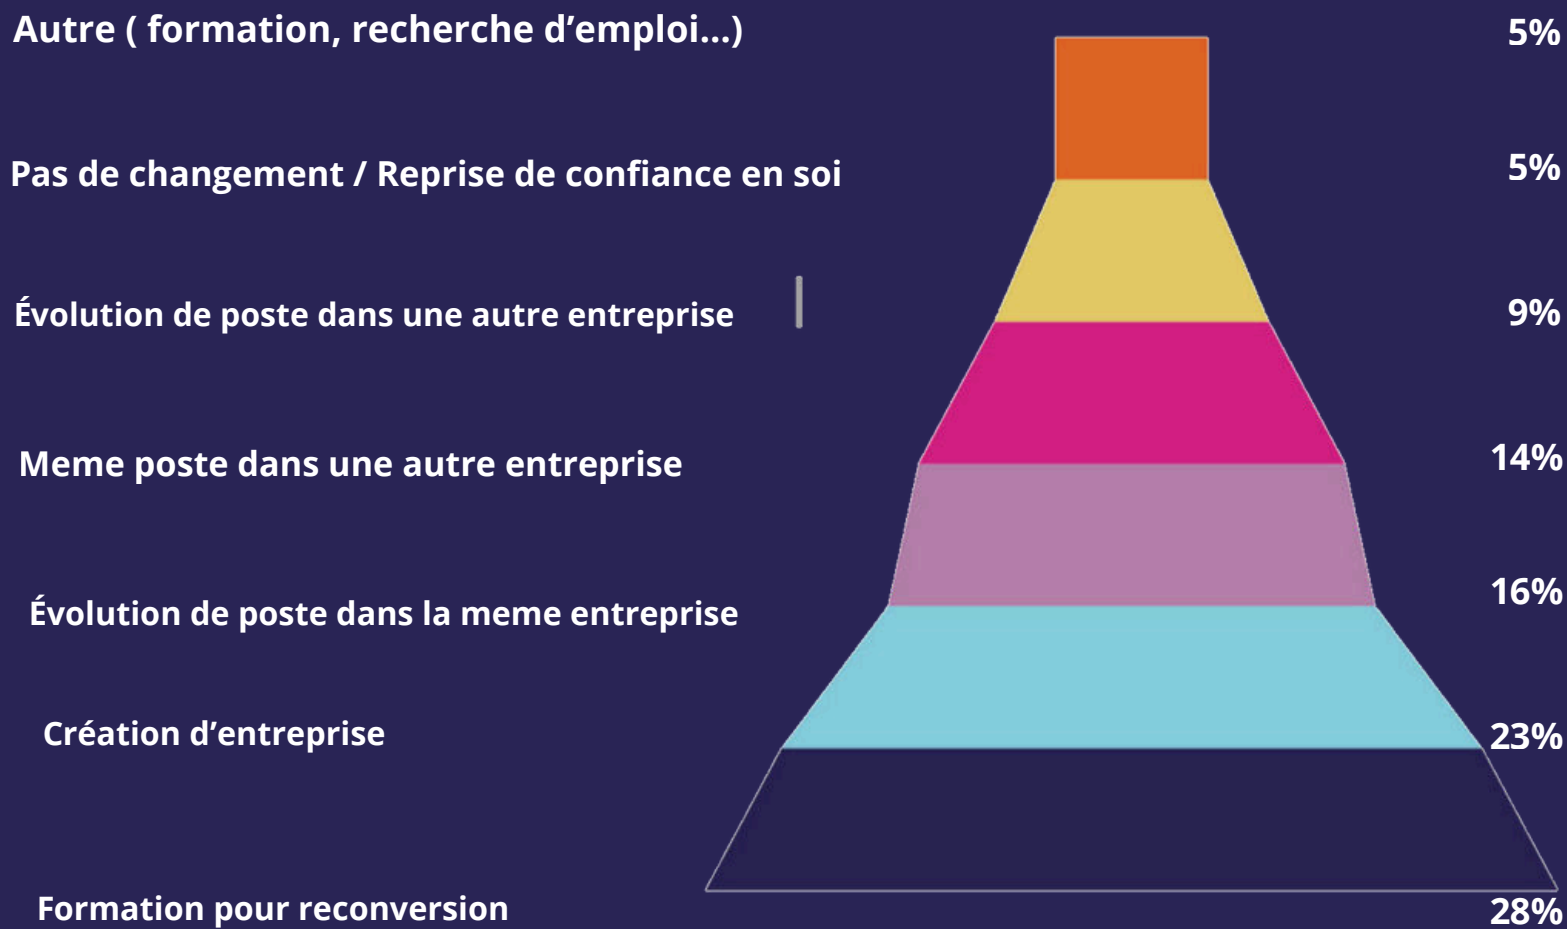 Autre ( formation, recherche d’emploi...) 5%
Pas de changement / Reprise de confiance en soi 5%
Évolution de poste dans une autre entreprise 9%
Meme poste dans une autre entreprise 14%
Évolution de poste dans la meme entreprise 16%
Création d’entreprise 23%
Formation pour reconversion 28%